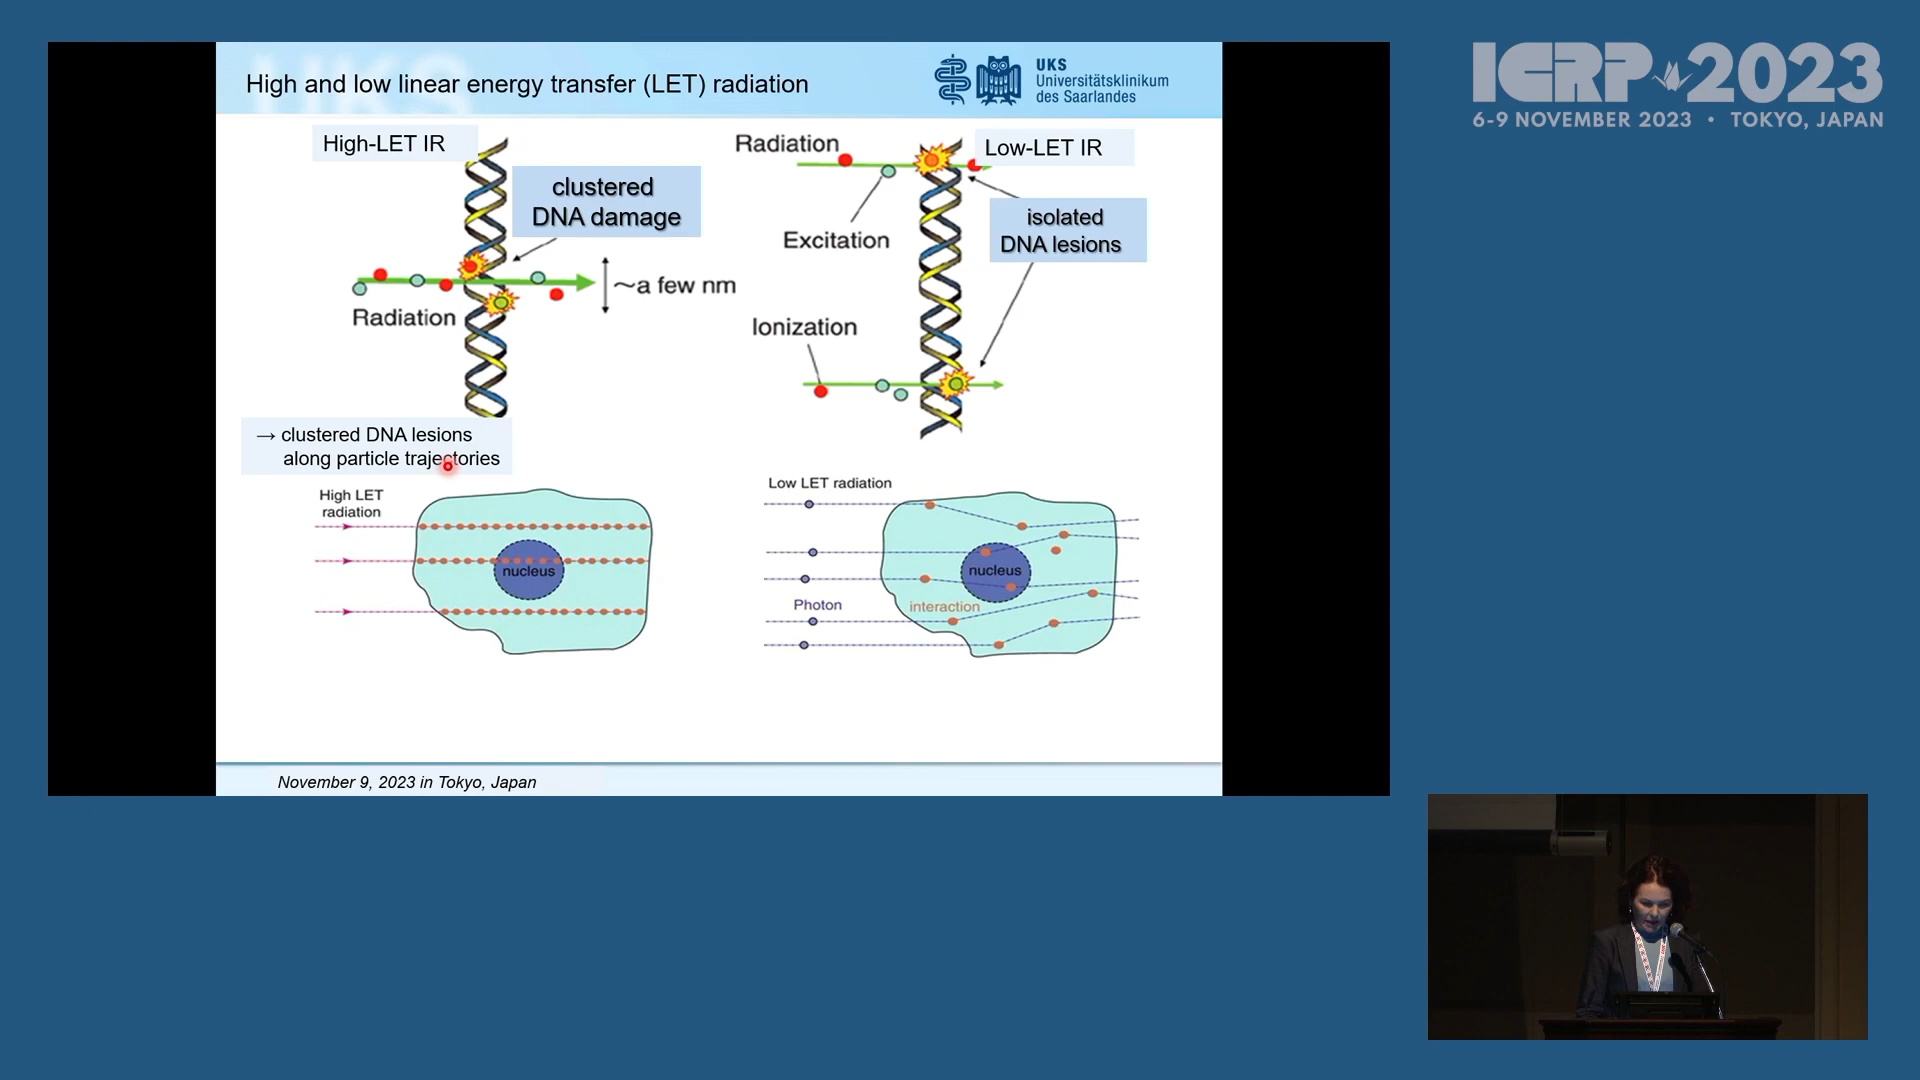 High and low linear energy transfer (LET) radiation
UKS
Universitätsklinikum
des Saarlandes
ICRP 2023
6-9 NOVEMBER 2023 • TOKYO, JAPAN
High-LET IR
clustered
DNA damage
Radiation
~a few nm
→ clustered DNA lesions
along particle trajectories
Radiation
Low-LET IR
isolated
DNA lesions
Excitation
Ionization
High LET
radiation
nucleus
Low LET radiation
nucleus
Photon
interaction
November 9, 2023 in Tokyo, Japan